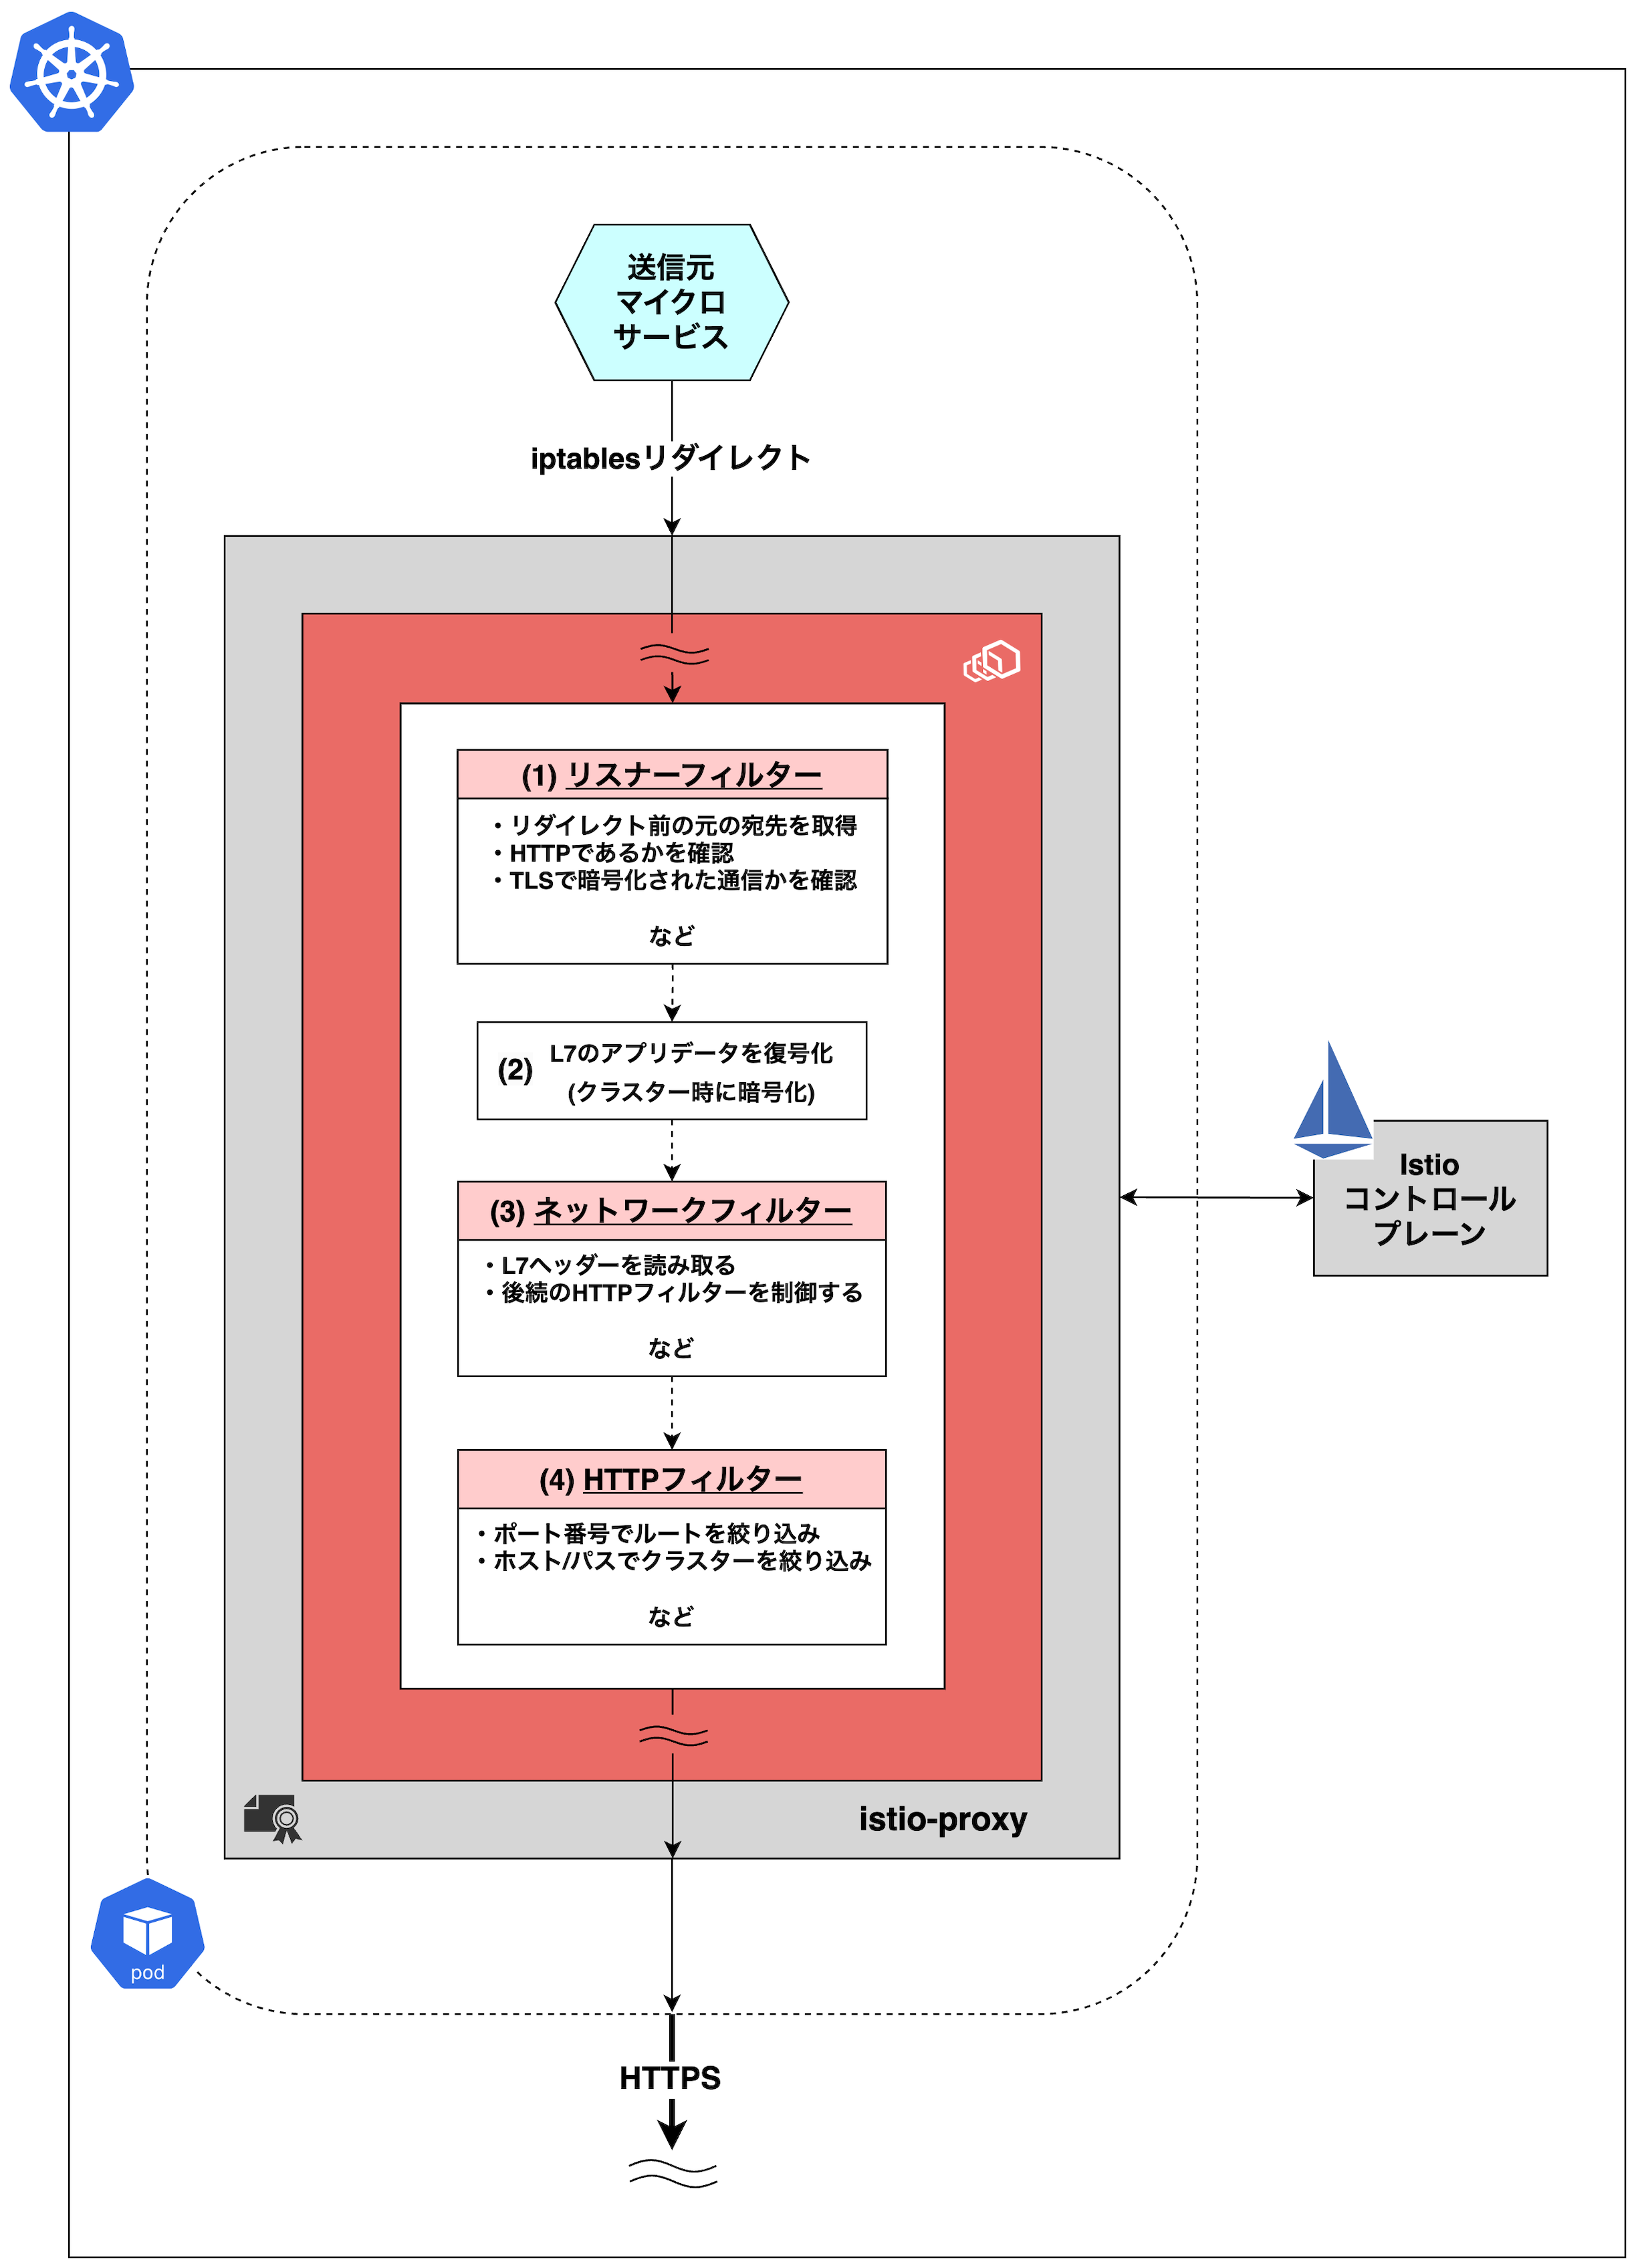 送信元
マイクロ
サービス
iptablesリダイレクト
(1) リスナーフィルター
・リダイレクト前の元の宛先を取得
・HTTPであるかを確認
・TLSで暗号化された通信かを確認
など
(2) L7のアプリデータを復号化
(クラスター時に暗号化)
(3) ネットワークフィルター
・L7ヘッダーを読み取る
・後続のHTTPフィルターを制御する
など
(4) HTTPフィルター
・ポート番号でルートを絞り込み
・ホスト/パスでクラスターを絞り込み
など
Istio
コントロール
プレーン
istio-proxy
pod
HTTPS